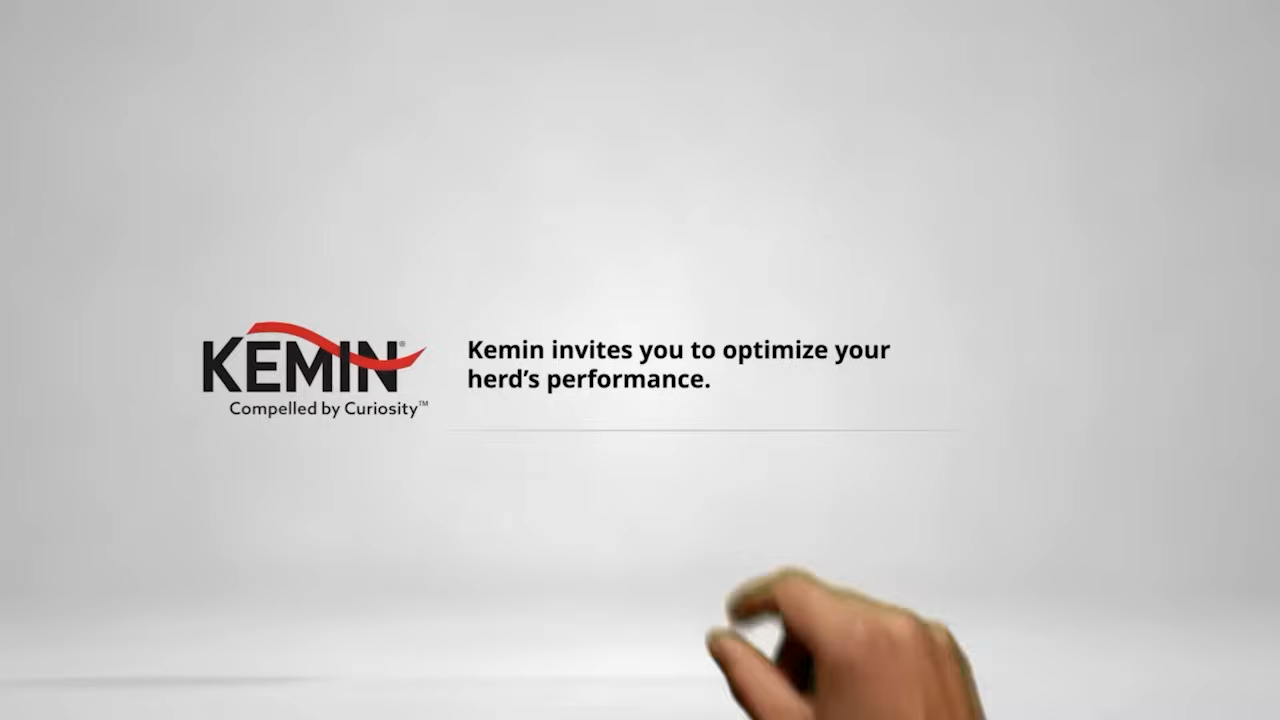 KEMIN®
Compelled by Curiosity™
Kemin invites you to optimize your
herd’s performance.